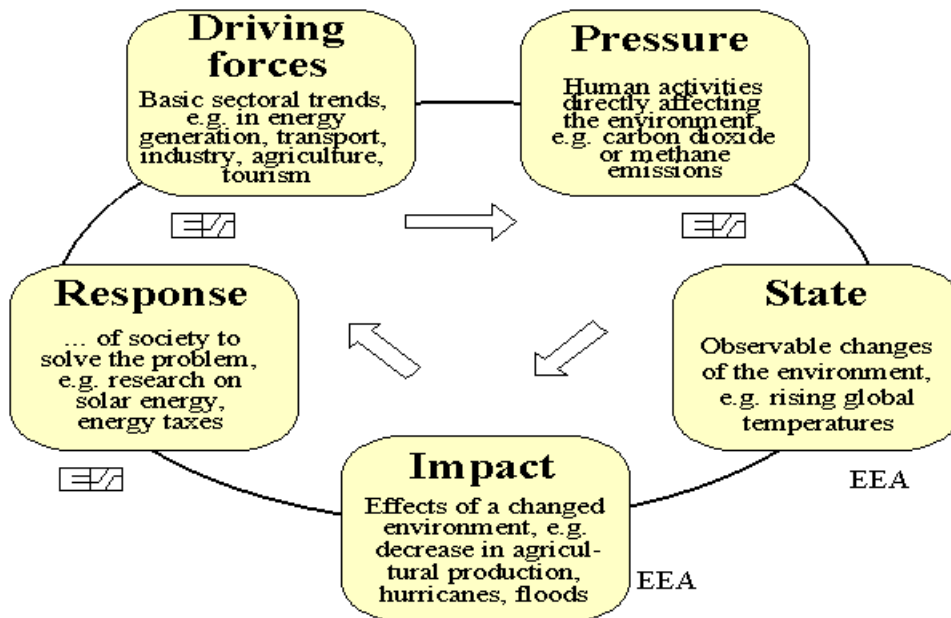 Driving
forces
Basic sectoral trends,
e.g. in energy
generation, transport,
industry, agriculture,
tourism
Pressure
Human activities
directly affecting
the environment,
e.g. carbon dioxide
or methane
emissions
Response
... of society to
solve the problem,
e.g. research on
solar energy,
energy taxes
State
Observable changes
of the environment,
e.g. rising global
temperatures
EEA
Impact
Effects of a changed
environment, e.g.
decrease in agricul-
tural production,
hurricanes, floods
EEA